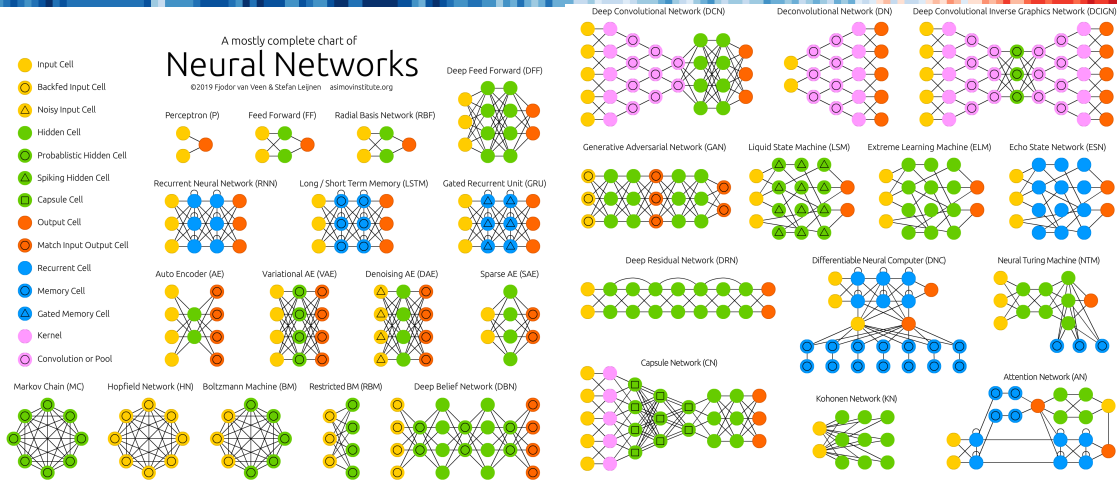 A mostly complete chart of
Neural Networks
©2019 Fjodor van Veen & Stefan Leijnen asimovinstitute.org
Input Cell
Backfed Input Cell
Noisy Input Cell
Hidden Cell
Probablistic Hidden Cell
Spiking Hidden Cell
Capsule Cell
Output Cell
Match Input Output Cell
Recurrent Cell
Memory Cell
Gated Memory Cell
Kernel
Convolution or Pool
Deep Feed Forward (DFF)
Perceptron (P)
Feed Forward (FF)
Radial Basis Network (RBF)
Recurrent Neural Network (RNN)
Long / Short Term Memory (LSTM)
Gated Recurrent Unit (GRU)
Auto Encoder (AE)
Variational AE (VAE)
Denoising AE (DAE)
Sparse AE (SAE)
Markov Chain (MC)
Hopfield Network (HN)
Boltzmann Machine (BM)
Restricted BM (RBM)
Deep Belief Network (DBN)
Deep Convolutional Network (DCN)
Deconvolutional Network (DN)
Deep Convolutional Inverse Graphics Network (DCIGN)
Generative Adversarial Network (GAN)
Liquid State Machine (LSM)
Extreme Learning Machine (ELM)
Echo State Network (ESN)
Deep Residual Network (DRN)
Differentiable Neural Computer (DNC)
Neural Turing Machine (NTM)
Capsule Network (CN)
Kohonen Network (KN)
Attention Network (AN)